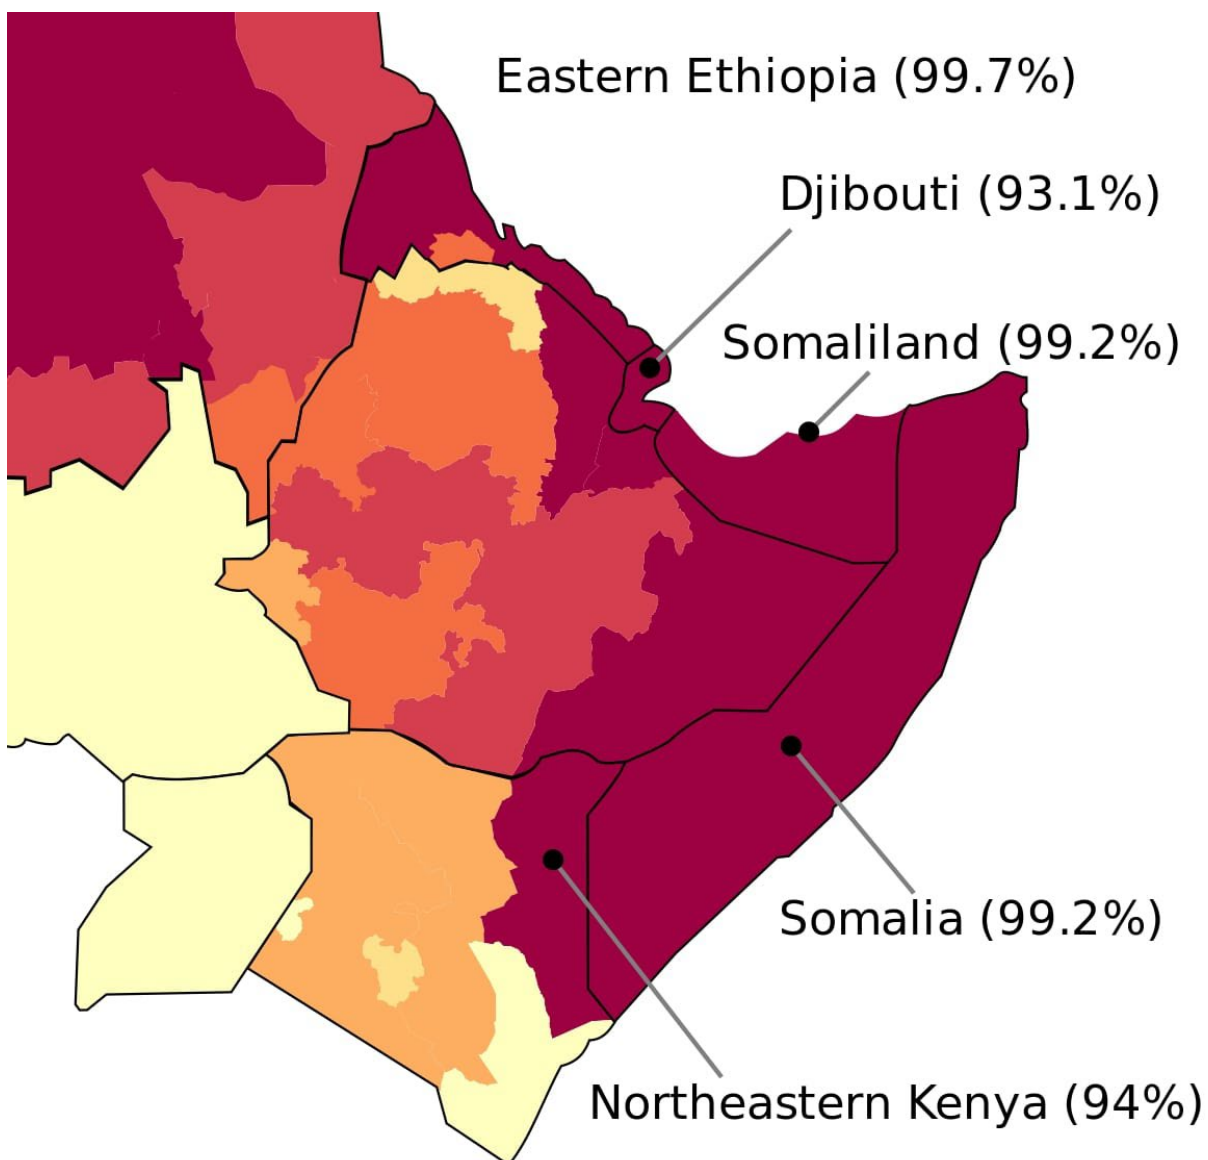 Eastern Ethiopia (99.7%)
Djibouti (93.1%)
Somaliland (99.2%)
Somalia (99.2%)
Northeastern Kenya (94%)